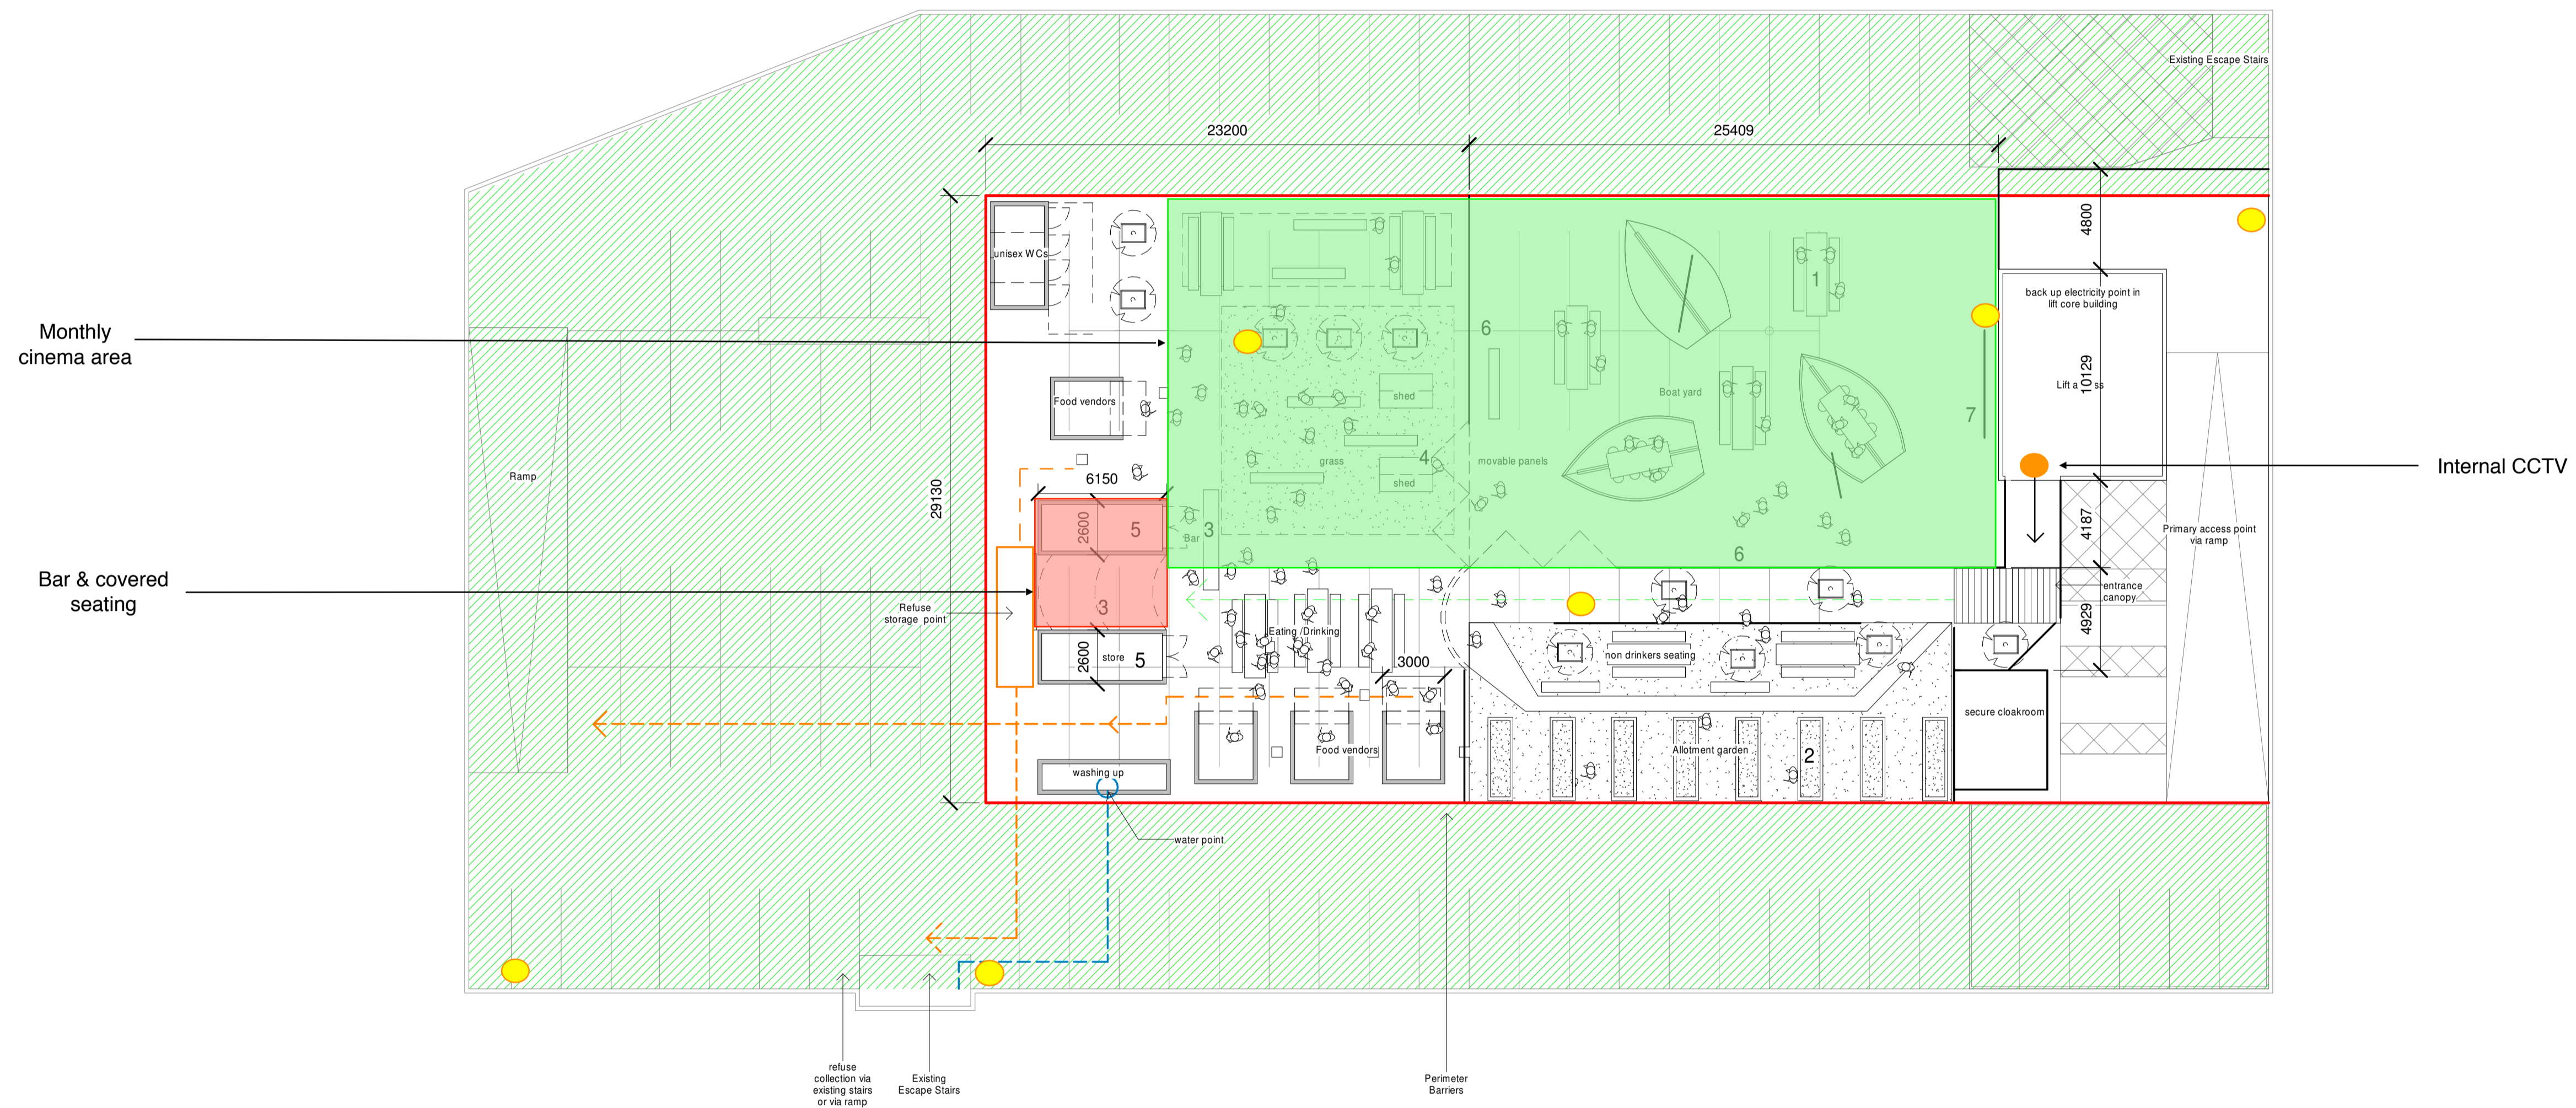 Existing Escape Stairs
23200
25409
4800
unisex WCs
back up electricity point in
lift core building
1
6
Monthly
cinema area
10129
Lift a ss
Food vendors
shed
Boat yard
7
grass
4
movable panels
Internal CCTV
Ramp
6150
shed
29130
2600
5
3
Bar
4187
Primary access point
via ramp
6
Bar & covered
seating
3
Refuse
storage point
entrance
canopy
4929
Eating /Drinking
2600
store
5
3000
non drinkers seating
secure cloakroom
Food vendors
Allotment garden
2
washing up
water point
refuse
collection via
existing stairs
or via ramp
Existing
Escape Stairs
Perimeter
Barriers